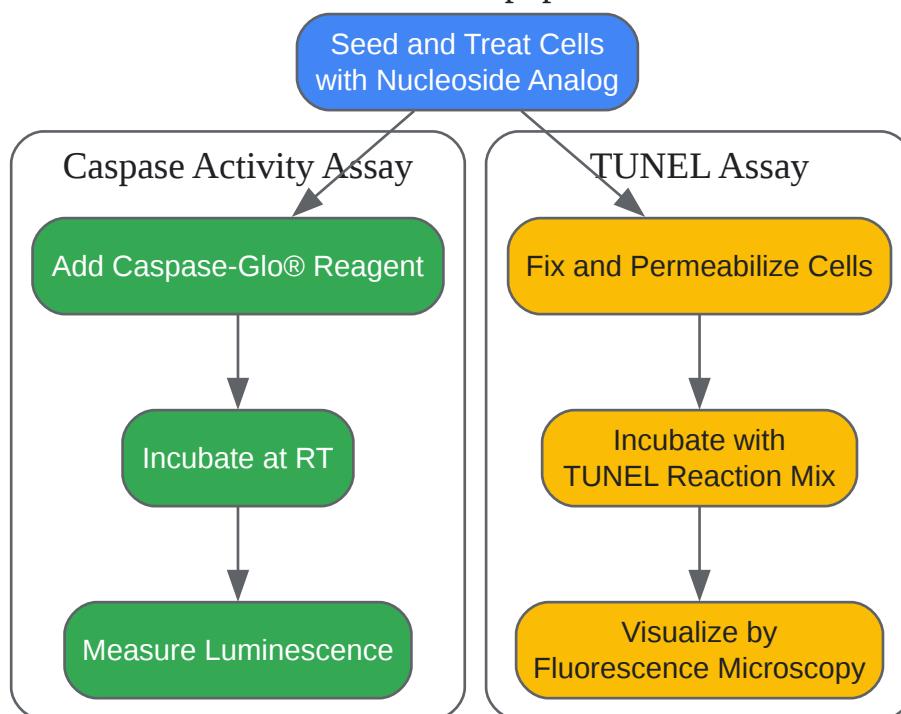 Seed and Treat Cells
with Nucleoside Analog
Caspase Activity Assay
Add Caspase-Glo® Reagent
Incubate at RT
Measure Luminescence
TUNEL Assay
Fix and Permeabilize Cells
Incubate with
TUNEL Reaction Mix
Visualize by
Fluorescence Microscopy